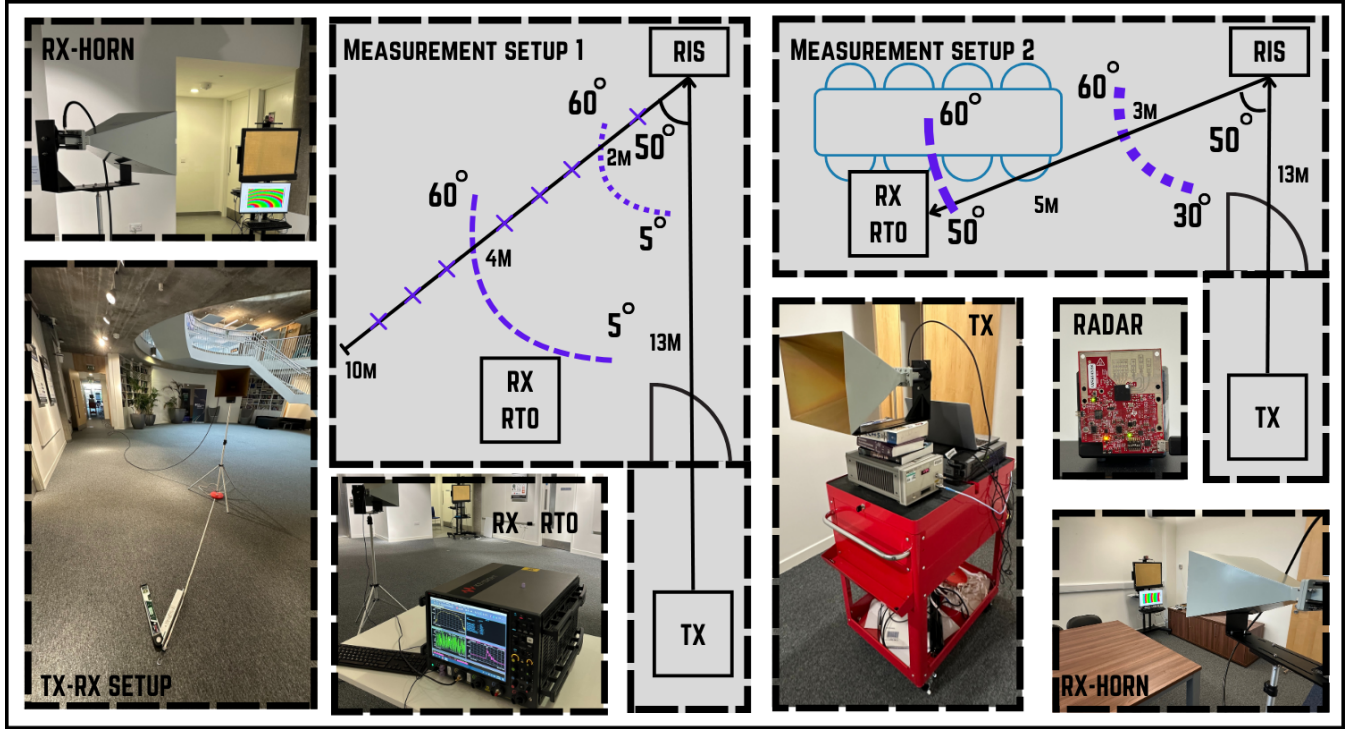 RX-HORN
MEASUREMENT SETUP 1
RIS
60°
50°
2M
60°
5°
4M
5°
13M
10M
RX
RTO
TX
TX-RX SETUP
RX RTO
MEASUREMENT SETUP 2
RIS
60°
60°
3M
50°
13M
RX
RTO
50°
5M
30°
TX
TX
RADAR
RX-HORN